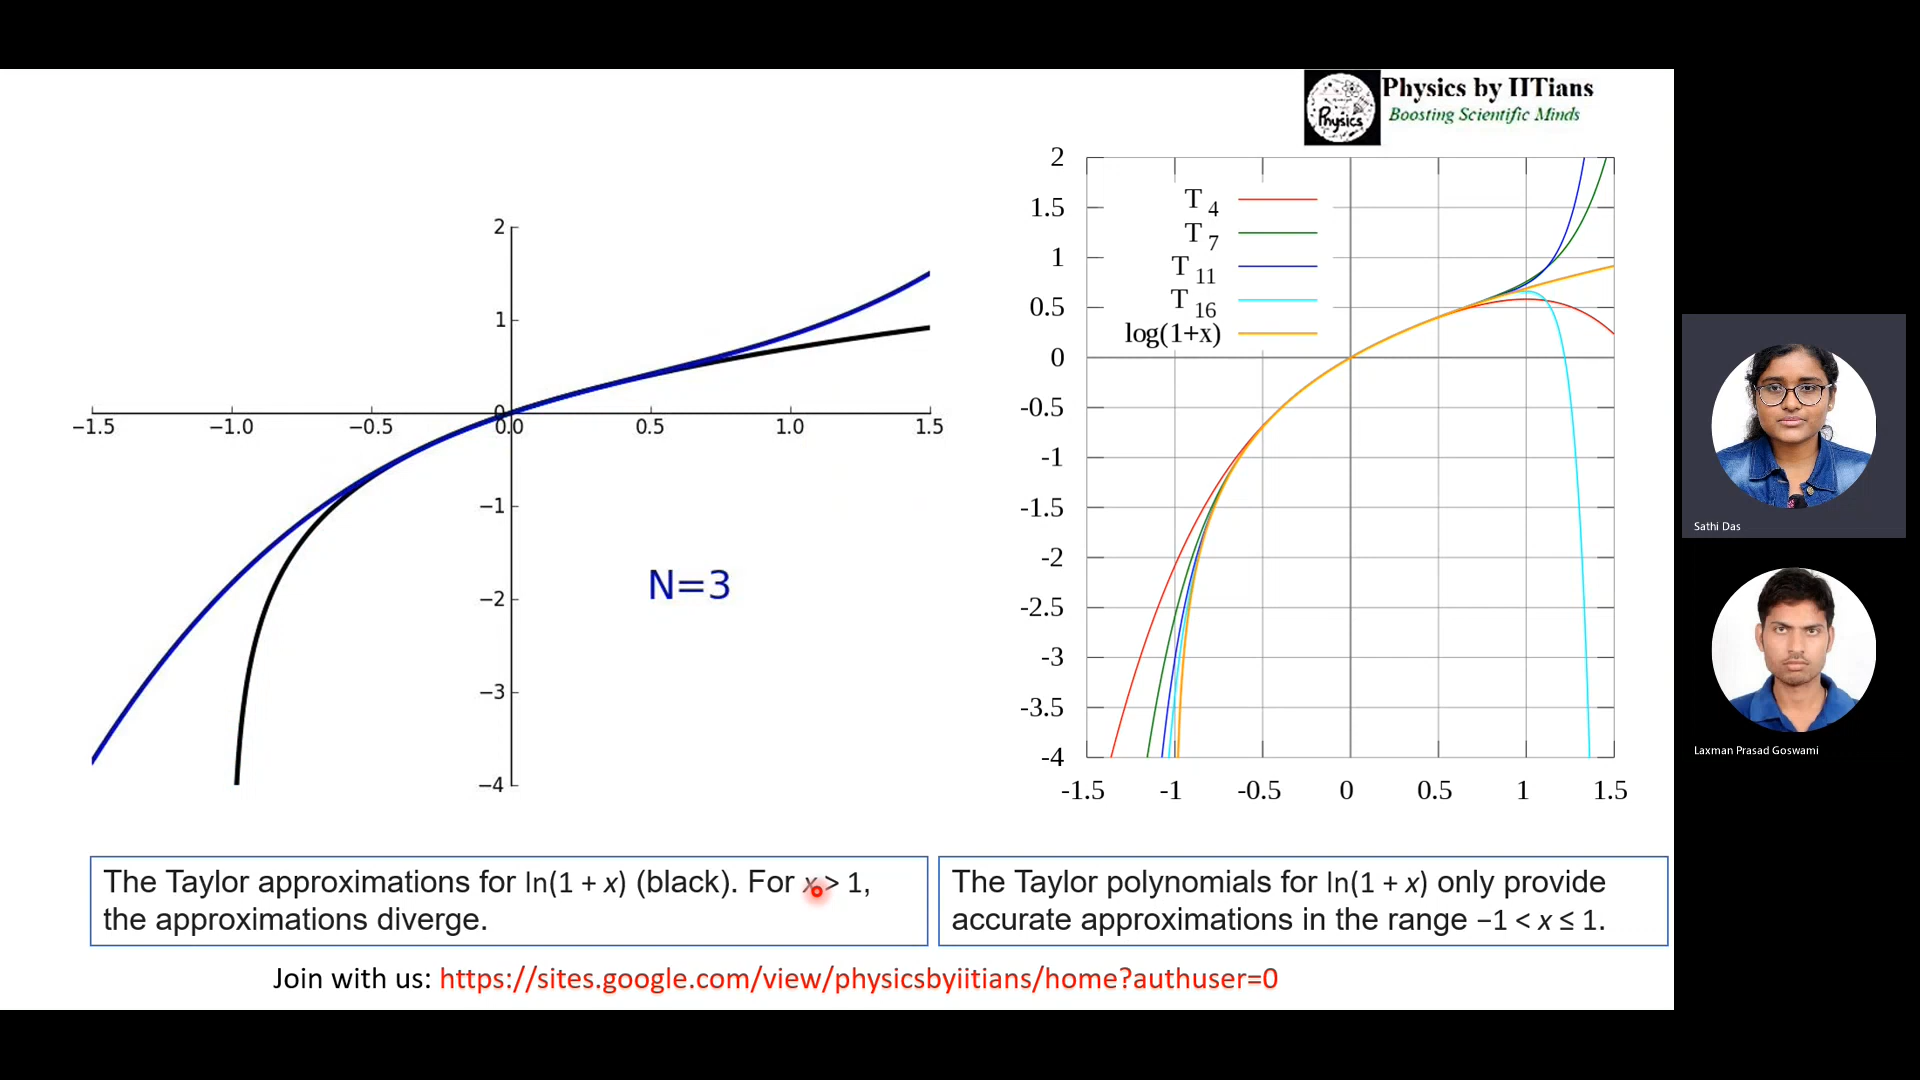 Physics by IITians
Boosting Scientific Minds
Physics
2
1
0
−1.5
−1.0
−0.5
0.0
0.5
1.0
1.5
−1
−2
−3
−4
N=3
2
1.5
1
0.5
0
-0.5
-1
-1.5
-2
-2.5
-3
-3.5
-4
T 4
T 7
T 11
T 16
log(1+x)
-1.5
-1
-0.5
0
0.5
1
1.5
The Taylor approximations for ln(1 + x) (black). For x > 1,
the approximations diverge.
The Taylor polynomials for ln(1 + x) only provide
accurate approximations in the range −1 < x ≤ 1.
Join with us: https://sites.google.com/view/physicsbyiitians/home?authuser=0
Sathi Das
Laxman Prasad Goswami